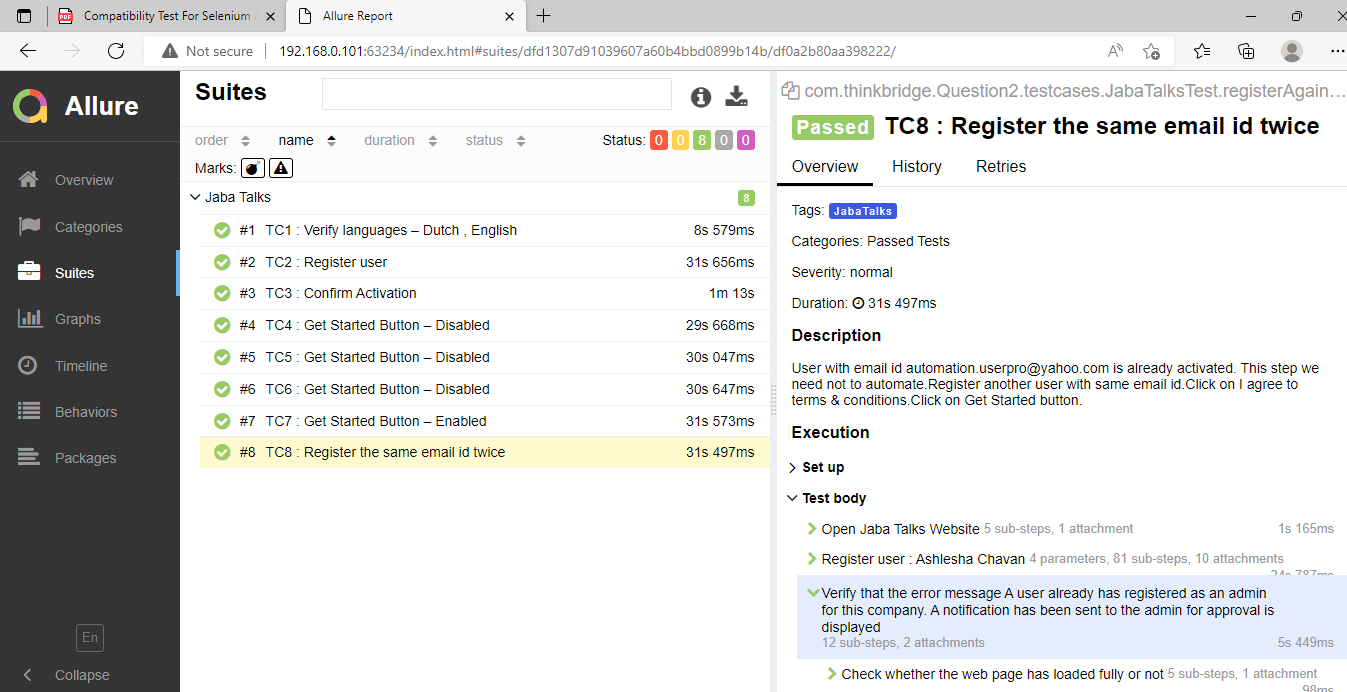 Compatibility Test For Selenium
Allure Report
Not secure
192.168.0.101:63234/index.html#suites/dfd1307d91039607a60b4bbd0899b14b/df0a2b80aa398222/
Allure
Overview
Categories
Suites
Graphs
Timeline
Behaviors
Packages
En
Collapse
Suites
order name duration status Status: 0 0 8 0 0
Marks:
Jaba Talks 8
#1 TC1 : Verify languages – Dutch , English 8s 579ms
#2 TC2 : Register user 31s 656ms
#3 TC3 : Confirm Activation 1m 13s
#4 TC4 : Get Started Button – Disabled 29s 668ms
#5 TC5 : Get Started Button – Disabled 30s 047ms
#6 TC6 : Get Started Button – Disabled 30s 647ms
#7 TC7 : Get Started Button – Enabled 31s 573ms
#8 TC8 : Register the same email id twice 31s 497ms
com.thinkbridge.Question2.testcases.JabaTalksTest.registerAgain...
Passed TC8 : Register the same email id twice
Overview History Retries
Tags: JabaTalks
Categories: Passed Tests
Severity: normal
Duration: 31s 497ms
Description
User with email id automation.userpro@yahoo.com is already activated. This step we
need not to automate.Register another user with same email id.Click on I agree to
terms & conditions.Click on Get Started button.
Execution
Set up
Test body
Open Jaba Talks Website 5 sub-steps, 1 attachment 1s 165ms
Register user : Ashlesha Chavan 4 parameters, 81 sub-steps, 10 attachments
24s 787ms
Verify that the error message A user already has registered as an admin
for this company. A notification has been sent to the admin for approval is
displayed
12 sub-steps, 2 attachments 5s 449ms
Check whether the web page has loaded fully or not 5 sub-steps, 1 attachment
98ms